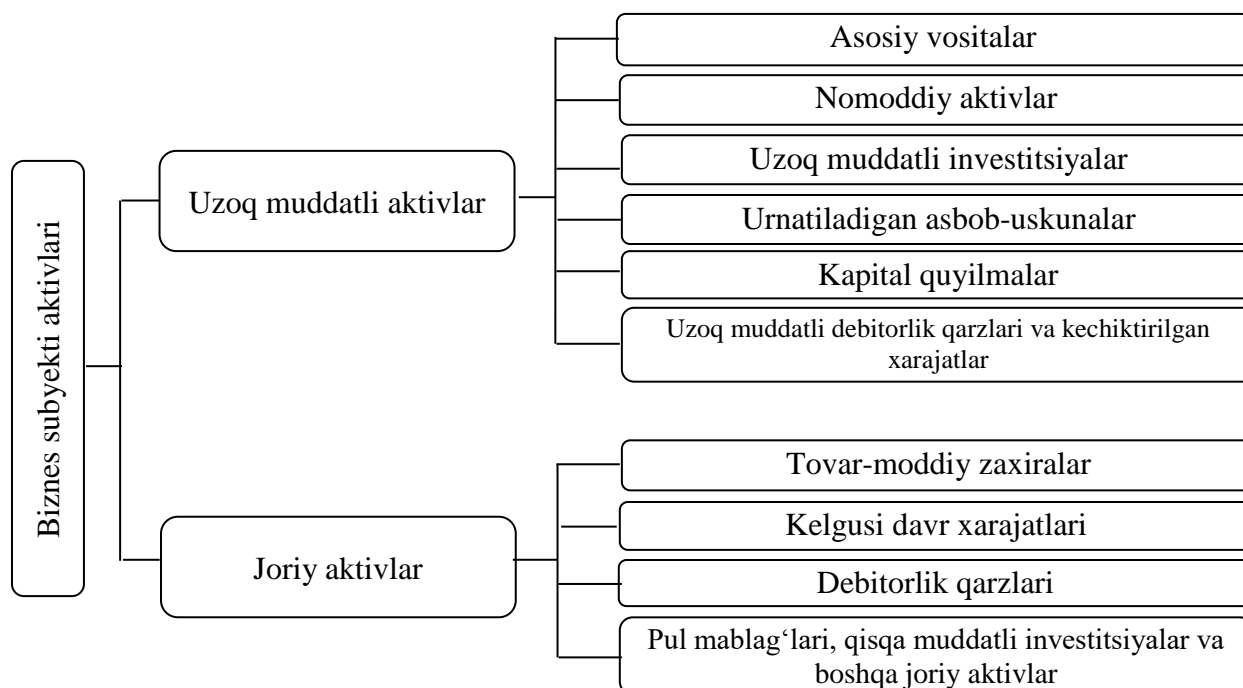 Biznes subyekti aktivlari
Uzoq muddatli aktivlar
Asosiy vositalar
Nomoddiy aktivlar
Uzoq muddatli investitsiyalar
Urnatiladigan asbob-uskunalar
Kapital quyilmalar
Uzoq muddatli debitorlik qarzlari va kechiktirilgan
xarajatlar
Joriy aktivlar
Tovar-moddiy zaxiralar
Kelgusi davr xarajatlari
Debitorlik qarzlari
Pul mablag‘lari, qisqa muddatli investitsiyalar va
boshqa joriy aktivlar